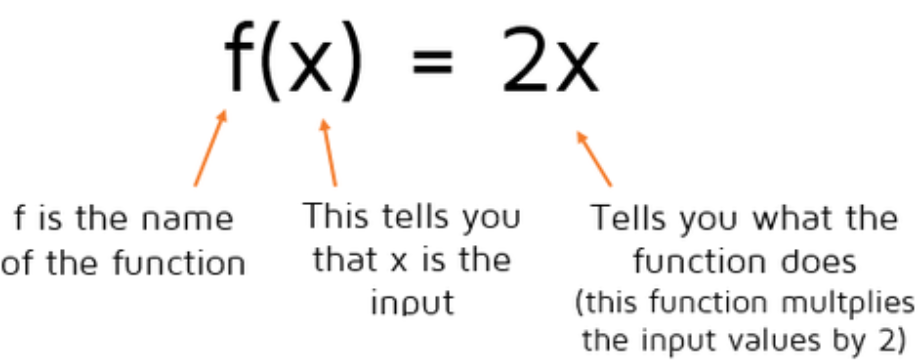 f(x) = 2x
f is the name
of the function
This tells you
that x is the
input
Tells you what the
function does
(this function multplies
the input values by 2)